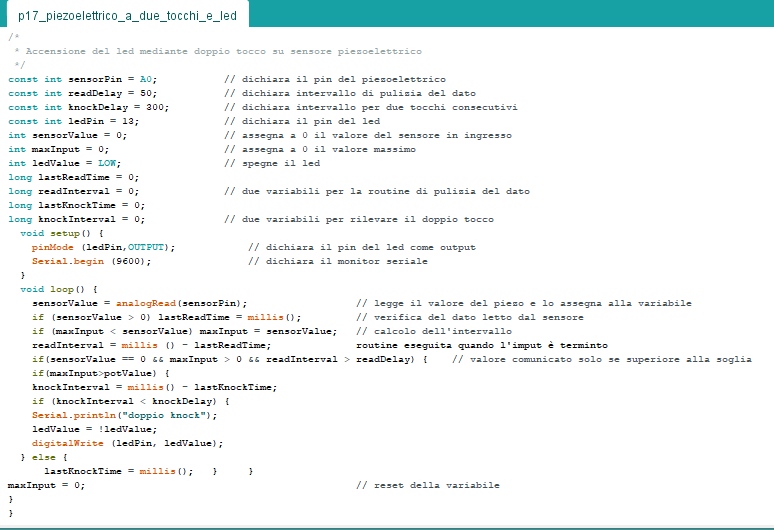 p17_piezoelettrico_a_due_tocchi_e_led
/*
* Accensione del led mediante doppio tocco su sensore piezoelettrico
*/
const int sensorPin = A0; // dichiara il pin del piezoelettrico
const int readDelay = 50; // dichiara intervallo di pulizia del dato
const int knockDelay = 300; // dichiara intervallo per due tocchi consecutivi
const int ledPin = 13; // dichiara il pin del led
int sensorValue = 0; // assegna a 0 il valore del sensore in ingresso
int maxInput = 0; // assegna a 0 il valore massimo
int ledValue = LOW; // spegne il led
long lastReadTime = 0;
long readInterval = 0; // due variabili per la routine di pulizia del dato
long lastKnockTime = 0;
long knockInterval = 0; // due variabili per rilevare il doppio tocco
void setup() {
pinMode (ledPin,OUTPUT); // dichiara il pin del led come output
Serial.begin (9600); // dichiara il monitor seriale
}
void loop() {
sensorValue = analogRead(sensorPin); // legge il valore del piezo e lo assegna alla variabile
if (sensorValue > 0) lastReadTime = millis(); // verifica del dato letto dal sensore
if (maxInput < sensorValue) maxInput = sensorValue; // calcolo dell'intervallo
readInterval = millis () - lastReadTime; routine eseguita quando l'imput è terminto
if(sensorValue == 0 && maxInput > 0 && readInterval > readDelay) { // valore comunicato solo se superiore alla soglia
if(maxInput>potValue) {
knockInterval = millis() - lastKnockTime;
if (knockInterval < knockDelay) {
Serial.println("doppio knock");
ledValue = !ledValue;
digitalWrite (ledPin, ledValue);
} else {
lastKnockTime = millis(); } }
maxInput = 0; // reset della variabile
}
}